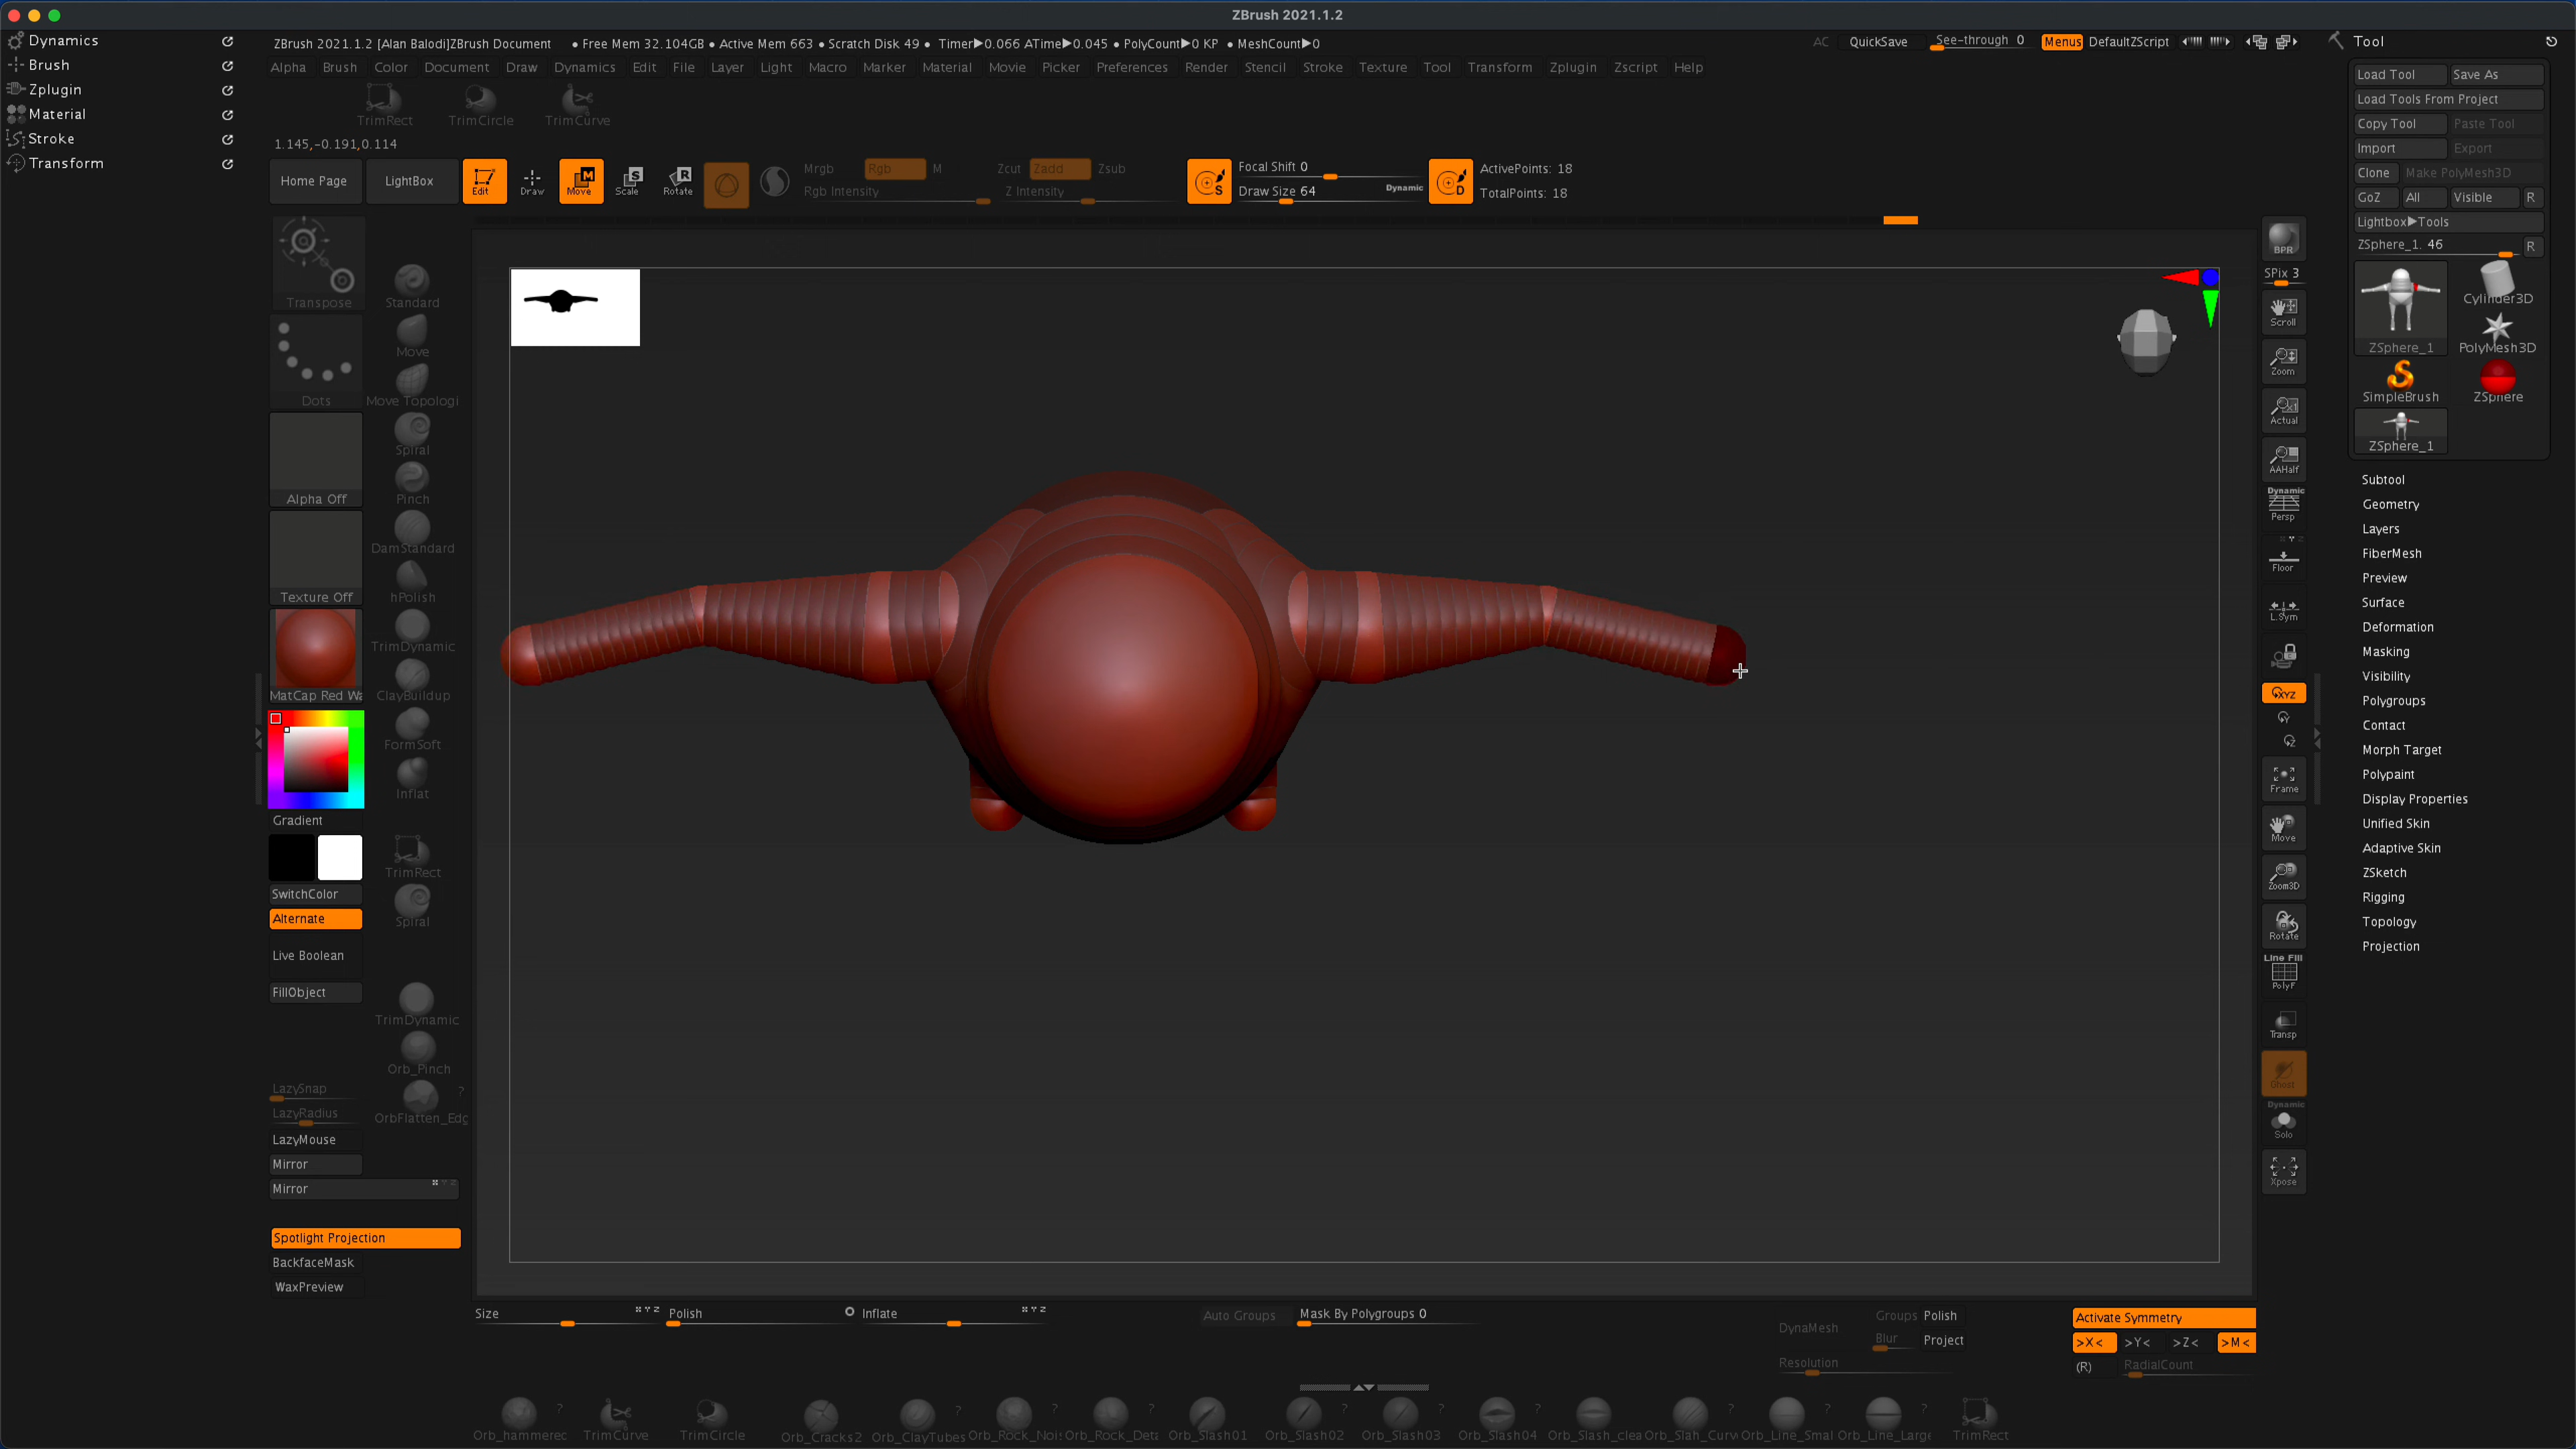 ZBrush 2021.1.2
Dynamics
Brush
Zplugin
Material
Stroke
Transform
ZBrush 2021.1.2 [Alan Balodi]ZBrush Document • Free Mem 32.104GB • Active Mem 663 • Scratch Disk 49 • Timer▶0.066 ATime▶0.045 • PolyCount▶0 KP • MeshCount▶0
AC QuickSave See-through 0 Menus DefaultZScript
Alpha Brush Color Document Draw Dynamics Edit File Layer Light Macro Marker Material Movie Picker Preferences Render Stencil Stroke Texture Tool Transform Zplugin Zscript Help
TrimRect TrimCircle TrimCurve
1.145,-0.191,0.114
Home Page LightBox Edit Draw Move Scale Rotate
Mrgb Rgb M Zcut Zadd Zsub
Rgb Intensity Z Intensity
Focal Shift 0
Draw Size 64 Dynamic
ActivePoints: 18
TotalPoints: 18
Transpose
Dots
Alpha Off
Texture Off
MatCap Red Wa
Gradient
SwitchColor
Alternate
Live Boolean
FillObject
LazySnap
LazyRadius
LazyMouse
Mirror
Mirror
Spotlight Projection
BackfaceMask
WaxPreview
Standard
Move
Move Topologi
Spiral
Pinch
DamStandard
hPolish
TrimDynamic
ClayBuildup
FormSoft
Inflat
TrimRect
Spiral
TrimDynamic
Orb_Pinch
OrbFlatten_Edg
BPR
SPix 3
Scroll
Zoom
Actual
AAHalf
Dynamic
Persp
Floor
L.Sym
XYZ
Frame
Move
Zoom3D
Rotate
Line Fill
PolyF
Transp
Ghost
Dynamic
Solo
Xpose
Tool
Load Tool Save As
Load Tools From Project
Copy Tool Paste Tool
Import Export
Clone Make PolyMesh3D
GoZ All Visible R
Lightbox▶Tools
ZSphere_1. 46 R
ZSphere_1
Cylinder3D
PolyMesh3D
SimpleBrush ZSphere
ZSphere_1
Subtool
Geometry
Layers
FiberMesh
Preview
Surface
Deformation
Masking
Visibility
Polygroups
Contact
Morph Target
Polypaint
Display Properties
Unified Skin
Adaptive Skin
ZSketch
Rigging
Topology
Projection
Size Polish Inflate
Auto Groups Mask By Polygroups 0
DynaMesh
Groups Polish
Blur Project
Resolution
Activate Symmetry
>X< >Y< >Z< >M<
(R) RadialCount
Orb_hammerec TrimCurve TrimCircle Orb_Cracks2 Orb_ClayTubes Orb_Rock_Noi: Orb_Rock_Deta Orb_Slash01 Orb_Slash02 Orb_Slash03 Orb_Slash04 Orb_Slash_clea Orb_Slah_Curv Orb_Line_Smal Orb_Line_Large TrimRect